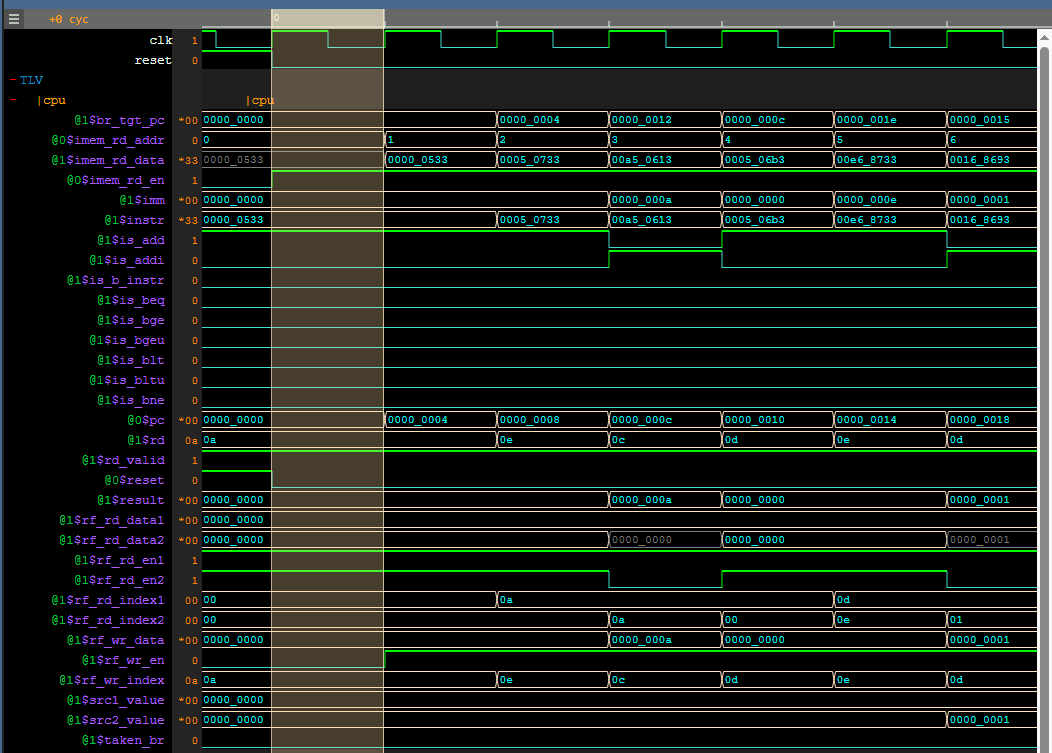 +0 cyc 0
clk 1
reset 0
−TLV
− |cpu |cpu
@1$br_tgt_pc *00 0000_0000 0000_0004 0000_0012 0000_000c 0000_001e 0000_0015
@0$imem_rd_addr 0 1 2 3 4 5 6
@1$imem_rd_data *33 0000_0533 0000_0533 0005_0733 00a5_0613 0005_06b3 00e6_8733 0016_8693
@0$imem_rd_en 1
@1$imm *00 0000_0000 0000_000a 0000_0000 0000_000e 0000_0001
@1$instr *33 0000_0533 0005_0733 00a5_0613 0005_06b3 00e6_8733 0016_8693
@1$is_add 1
@1$is_addi 0
@1$is_b_instr 0
@1$is_beq 0
@1$is_bge 0
@1$is_bgeu 0
@1$is_blt 0
@1$is_bltu 0
@1$is_bne 0
@0$pc *00 0000_0000 0000_0004 0000_0008 0000_000c 0000_0010 0000_0014 0000_0018
@1$rd 0a 0a 0e 0c 0d 0e 0d
@1$rd_valid 1
@0$reset 0
@1$result *00 0000_0000 0000_000a 0000_0000 0000_0001
@1$rf_rd_data1 *00 0000_0000
@1$rf_rd_data2 *00 0000_0000 0000_0000 0000_0000 0000_0001
@1$rf_rd_en1 1
@1$rf_rd_en2 1
@1$rf_rd_index1 00 00 0a 0d
@1$rf_rd_index2 00 00 0a 00 0e 01
@1$rf_wr_data *00 0000_0000 0000_000a 0000_0000 0000_0001
@1$rf_wr_en 0
@1$rf_wr_index 0a 0a 0e 0c 0d 0e 0d
@1$src1_value *00 0000_0000
@1$src2_value *00 0000_0000 0000_0001
@1$taken_br 0